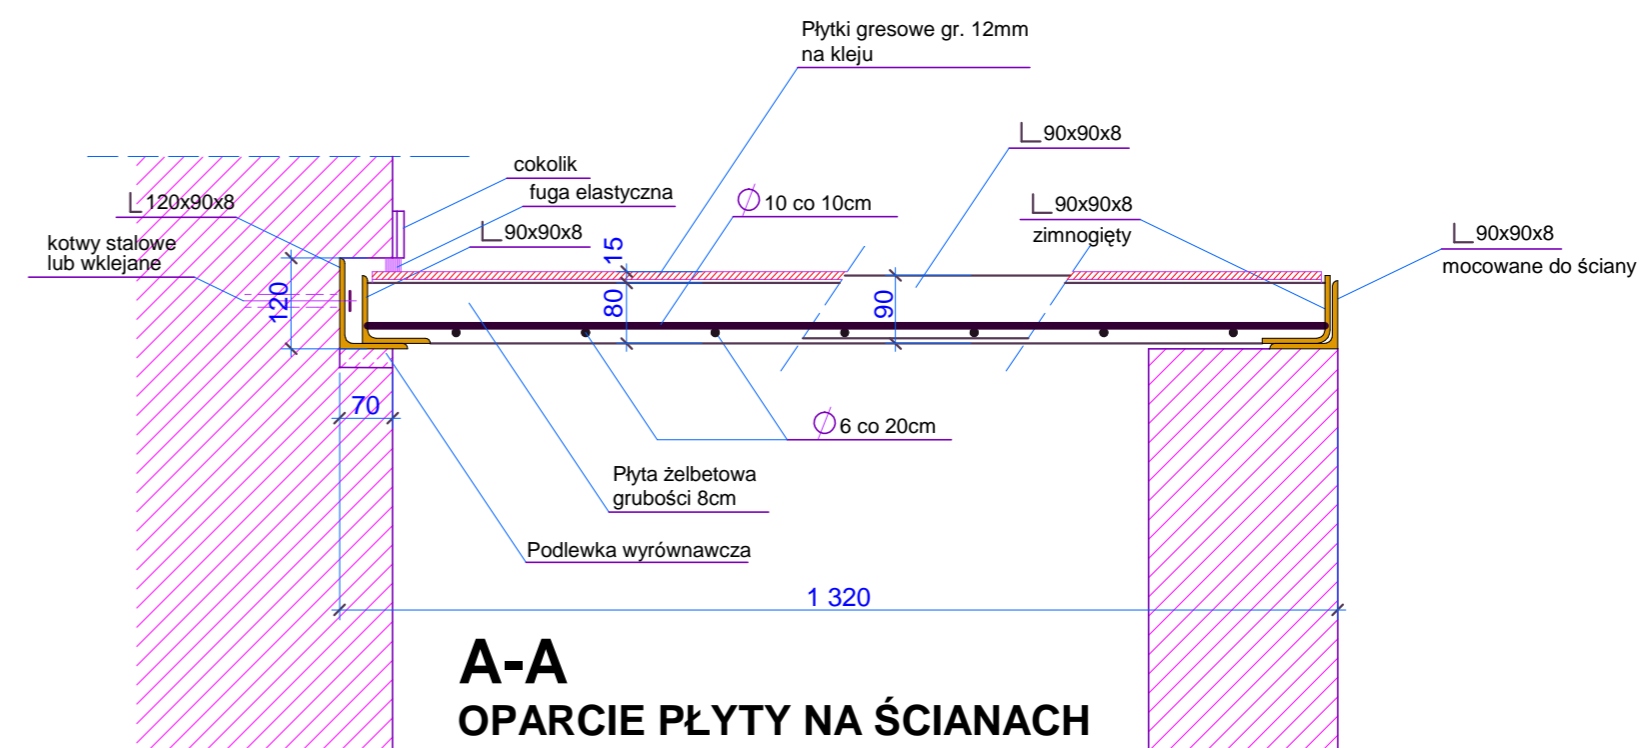 Płytki gresowe gr. 12mm
na kleju
90x90x8
cokolik
fuga elastyczna
120x90x8
10 co 10cm
90x90x8
zimnogięty
90x90x8
kotwy stalowe
lub wklejane
90x90x8
mocowane do ściany
15
120
80
90
70
6 co 20cm
Płyta żelbetowa
grubości 8cm
Podlewka wyrównawcza
1 320
A-A
OPARCIE PŁYTY NA ŚCIANACH